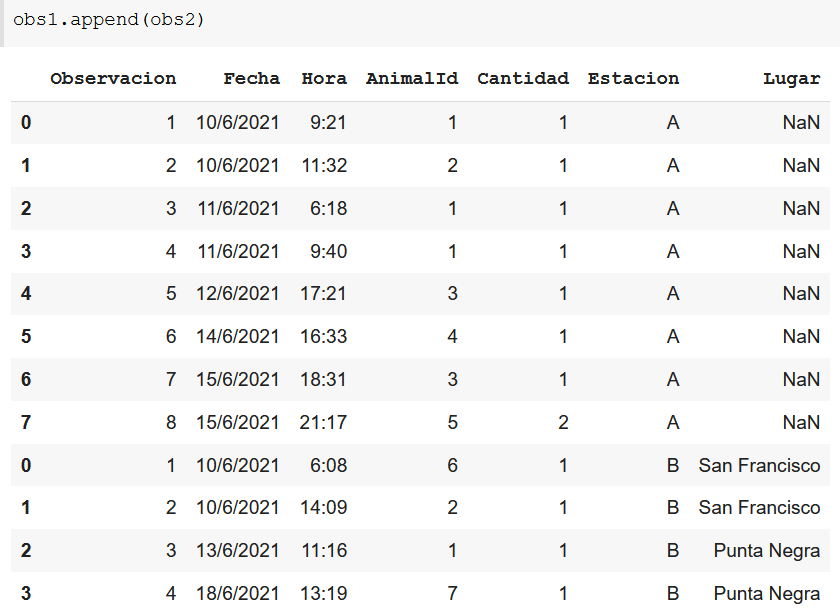 obs1.append(obs2)
Observacion Fecha Hora AnimalId Cantidad Estacion Lugar
0 1 10/6/2021 9:21 1 1 A NaN
1 2 10/6/2021 11:32 2 1 A NaN
2 3 11/6/2021 6:18 1 1 A NaN
3 4 11/6/2021 9:40 1 1 A NaN
4 5 12/6/2021 17:21 3 1 A NaN
5 6 14/6/2021 16:33 4 1 A NaN
6 7 15/6/2021 18:31 3 1 A NaN
7 8 15/6/2021 21:17 5 2 A NaN
0 1 10/6/2021 6:08 6 1 B San Francisco
1 2 10/6/2021 14:09 2 1 B San Francisco
2 3 13/6/2021 11:16 1 1 B Punta Negra
3 4 18/6/2021 13:19 7 1 B Punta Negra